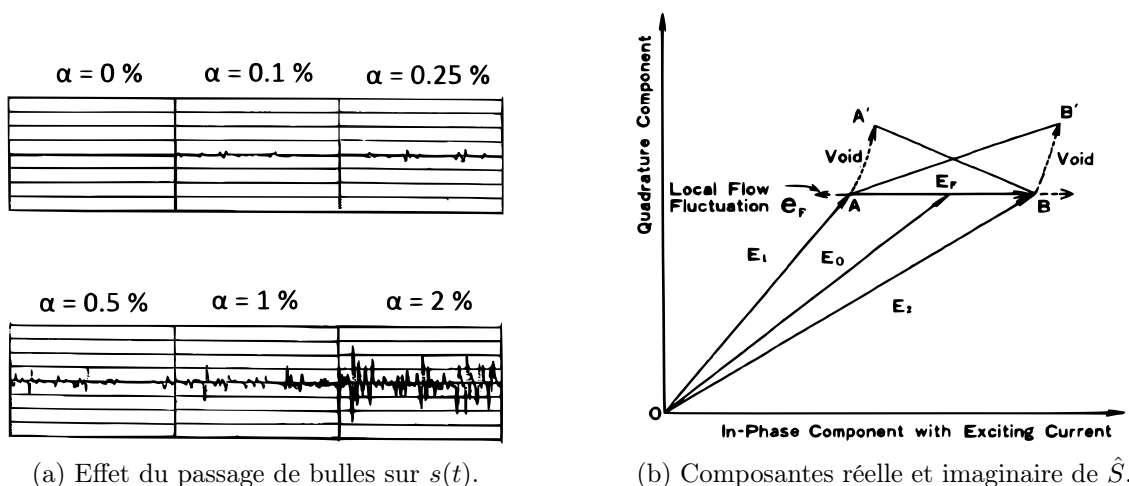 α = 0 %
α = 0.1 %
α = 0.25 %
α = 0.5 %
α = 1 %
α = 2 %
(a) Effet du passage de bulles sur s(t).
Quadrature Component
A'
B'
Void
Void
Local Flow
Fluctuation e_F
E_F
A
B
E_1
E_0
E_2
O
In-Phase Component with Exciting Current
(b) Composantes réelle et imaginaire de Ŝ.